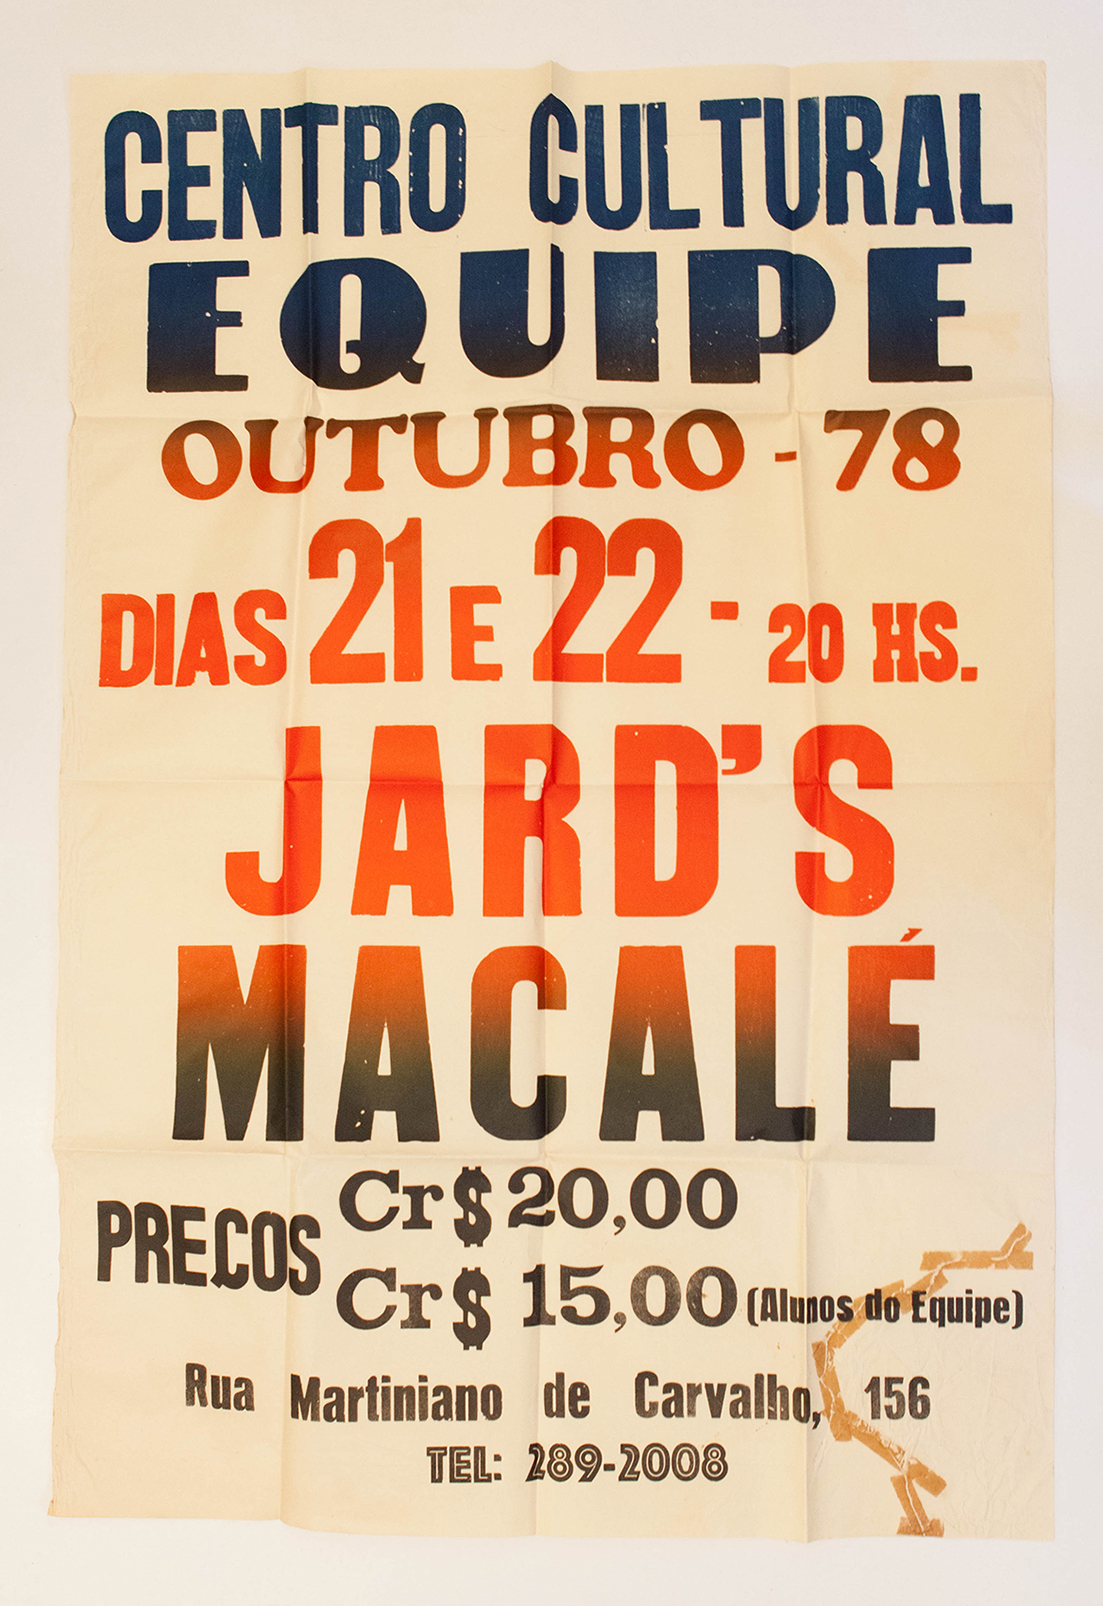 CENTRO CULTURAL
EQUIPE
OUTUBRO - 78
DIAS 21 E 22 - 20 HS.
JARD'S
MACALÉ
PREÇOS Cr$ 20,00
Cr$ 15,00 (Alunos do Equipe)
Rua Martiniano de Carvalho, 156
TEL: 289-2008